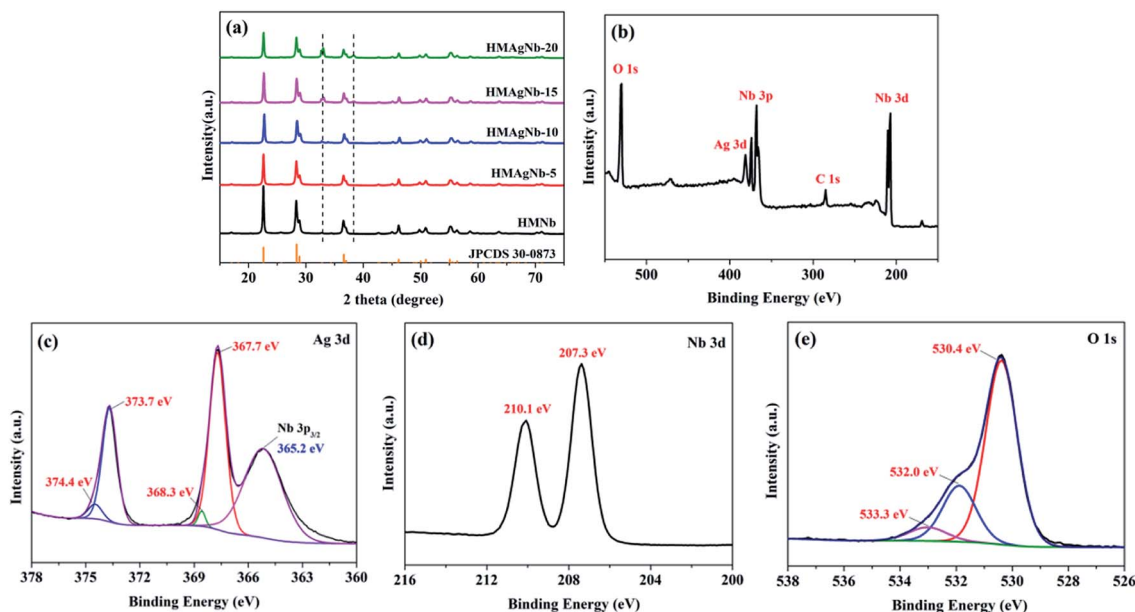 (a)
HMAgNb-20
HMAgNb-15
HMAgNb-10
HMAgNb-5
HMNb
JPCDS 30-0873
Intensity(a.u.)
20 30 40 50 60 70
2 theta (degree)
(b)
O 1s
Nb 3p
Nb 3d
Ag 3d
C 1s
Intensity (a.u.)
500 400 300 200
Binding Energy (eV)
(c)
Ag 3d
367.7 eV
373.7 eV
Nb 3p3/2
365.2 eV
374.4 eV
368.3 eV
Intensity (a.u.)
378 375 372 369 366 363 360
Binding Energy (eV)
(d)
Nb 3d
207.3 eV
210.1 eV
Intensity (a.u.)
216 212 208 204 200
Binding Energy (eV)
(e)
O 1s
530.4 eV
532.0 eV
533.3 eV
Intensity (a.u.)
538 536 534 532 530 528 526
Binding Energy (eV)